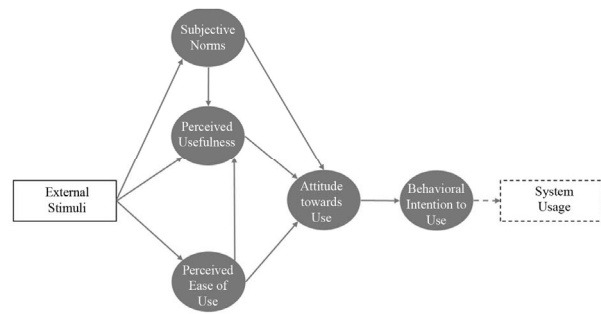 Subjective
Norms
Perceived
Usefulness
External
Stimuli
Attitude
towards
Use
Behavioral
Intention to
Use
System
Usage
Perceived
Ease of
Use